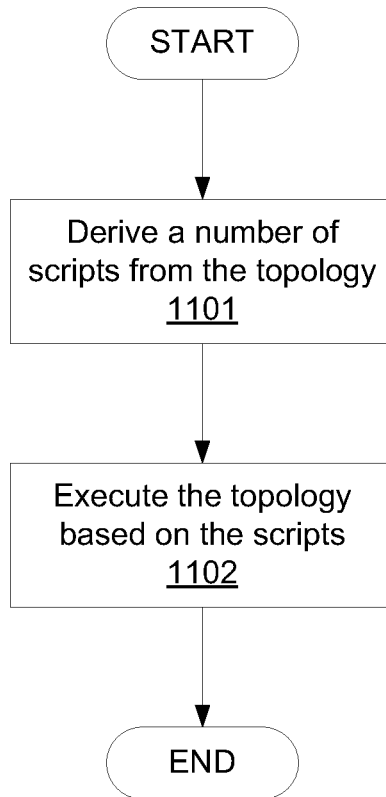 START
Derive a number of
scripts from the topology
1101
Execute the topology
based on the scripts
1102
END